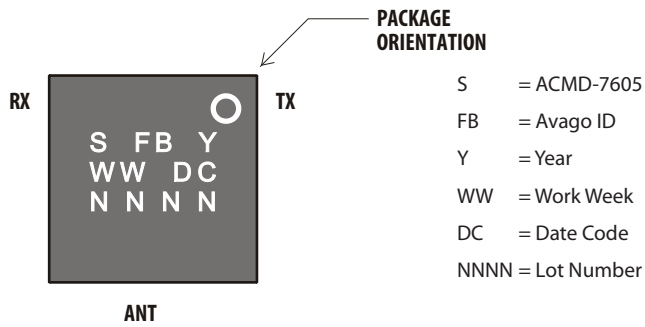 PACKAGE
ORIENTATION
RX
TX
S FB Y
WW DC
N N N N
ANT
S = ACMD-7605
FB = Avago ID
Y = Year
WW = Work Week
DC = Date Code
NNNN = Lot Number